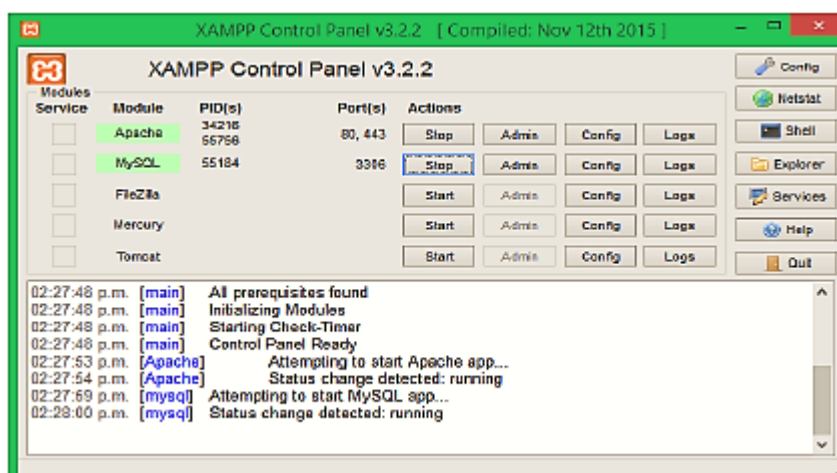 XAMPP Control Panel v3.2.2 [ Compiled: Nov 12th 2015 ]
XAMPP Control Panel v3.2.2
Config
Modules
Service Module PID(s) Port(s) Actions
Netstat
Apache 34216 55756 80, 443 Stop Admin Config Logs
Shell
MySQL 55184 3306 Stop Admin Config Logs
Explorer
FileZilla Start Admin Config Logs
Services
Mercury Start Admin Config Logs
Help
Tomcat Start Admin Config Logs
Quit
02:27:48 p.m. [main] All prerequisites found
02:27:48 p.m. [main] Initializing Modules
02:27:48 p.m. [main] Starting Check-Timer
02:27:48 p.m. [main] Control Panel Ready
02:27:53 p.m. [Apache] Attempting to start Apache app...
02:27:54 p.m. [Apache] Status change detected: running
02:27:59 p.m. [mysql] Attempting to start MySQL app...
02:28:00 p.m. [mysql] Status change detected: running